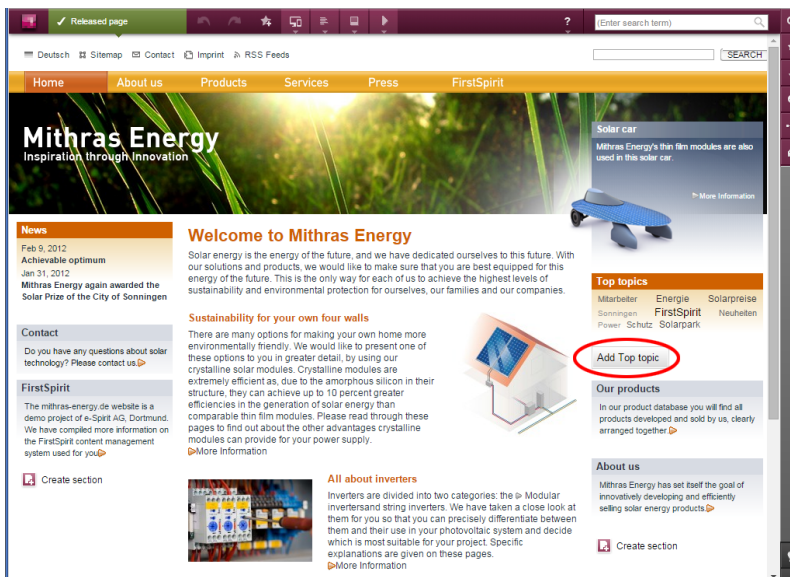 Released page
?
(Enter search term)
Deutsch Sitemap Contact Imprint RSS Feeds
SEARCH
Home About us Products Services Press FirstSpirit
Mithras Energy
Inspiration through Innovation
Solar car
Mithras Energy's thin film modules are also
used in this solar car.
More Information
News
Feb 9, 2012
Achievable optimum
Jan 31, 2012
Mithras Energy again awarded the
Solar Prize of the City of Sonningen
Contact
Do you have any questions about solar
technology? Please contact us.
FirstSpirit
The mithras-energy.de website is a
demo project of e-Spirit AG, Dortmund.
We have compiled more information on
the FirstSpirit content management
system used for you
Create section
Welcome to Mithras Energy
Solar energy is the energy of the future, and we have dedicated ourselves to this future. With
our solutions and products, we would like to make sure that you are best equipped for this
energy of the future. This is the only way for each of us to achieve the highest levels of
sustainability and environmental protection for ourselves, our families and our companies.
Sustainability for your own four
walls
There are many options for making
your own home more
environmentally friendly. We would
like to present one of
these options to you in greater detail, by using our
crystalline solar modules. Crystalline modules are
extremely efficient as, due to the amorphous silicon in their
structure, they can achieve up to 10 percent greater
efficiencies in the generation of solar energy than
comparable thin film modules. Please read through these
pages to find out about the other advantages crystalline
modules can provide for your power supply.
More Information
All about inverters
Inverters are divided into two categories: the Modular
invertersand string inverters. We have taken a close look at
them for you so that you can precisely differentiate between
them and their use in your photovoltaic system and decide
which is most suitable for your project. Specific
explanations are given on these pages.
More Information
Top topics
Mitarbeiter Energie Solarpreise
Sonningen FirstSpirit Neuheiten
Power Schutz Solarpark
Add Top topic
Our products
In our product database you will find all
products developed and sold by us, clearly
arranged together.
About us
Mithras Energy has set itself the goal of
innovatively developing and efficiently
selling solar energy products.
Create section